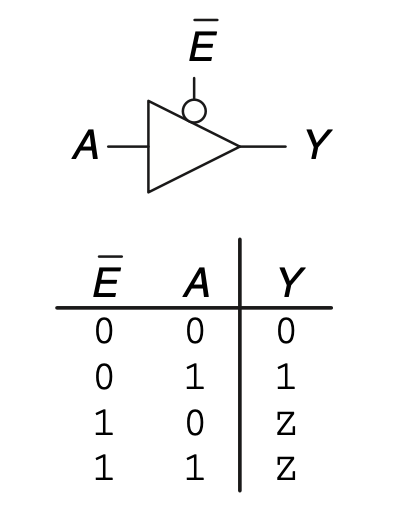 E̅
A Y
E̅ A Y
0 0 0
0 1 1
1 0 Z
1 1 Z